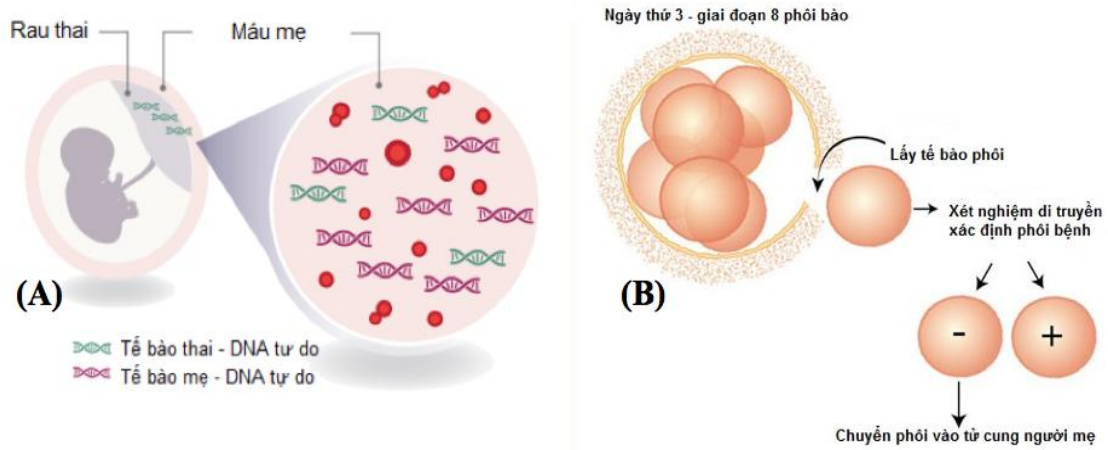 Rau thai
Máu mẹ
(A)
Tế bào thai - DNA tự do
Tế bào mẹ - DNA tự do
Ngày thứ 3 - giai đoạn 8 phôi bào
Lấy tế bào phôi
Xét nghiệm di truyền
xác định phôi bệnh
(B)
- +
Chuyển phôi vào tử cung người mẹ